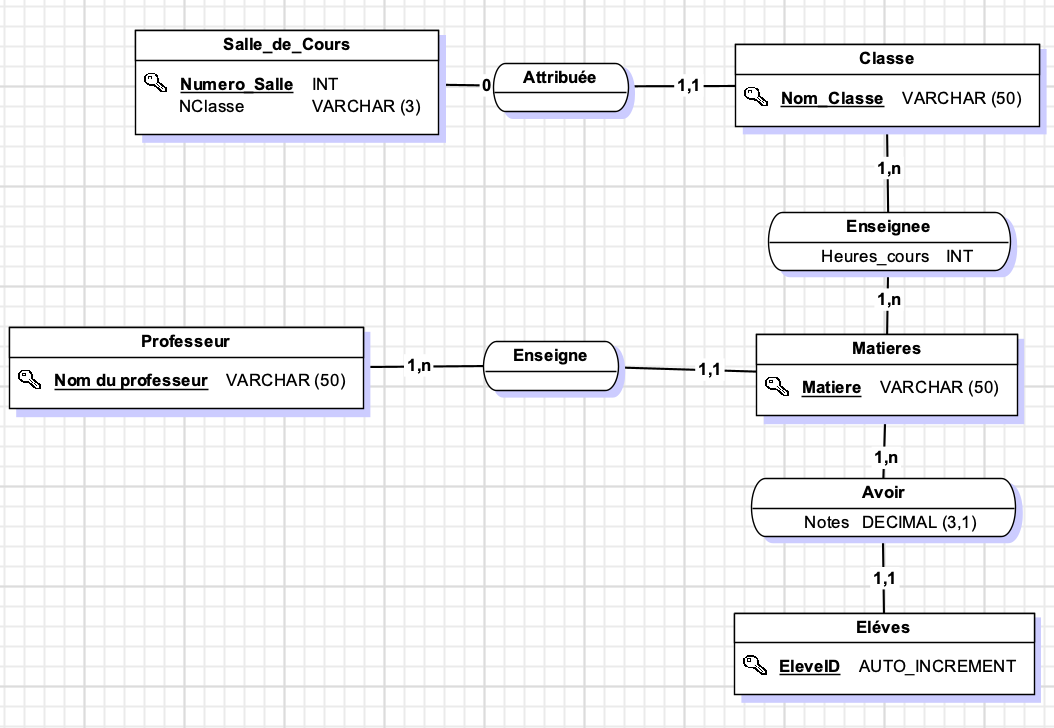 Salle_de_Cours
Numero_Salle INT
NClasse VARCHAR (3)
0
Attribuée
1,1
Classe
Nom_Classe VARCHAR (50)
1,n
Enseignee
Heures_cours INT
1,n
Professeur
Nom du professeur VARCHAR (50)
1,n
Enseigne
1,1
Matieres
Matiere VARCHAR (50)
1,n
Avoir
Notes DECIMAL (3,1)
1,1
Eléves
EleveID AUTO_INCREMENT